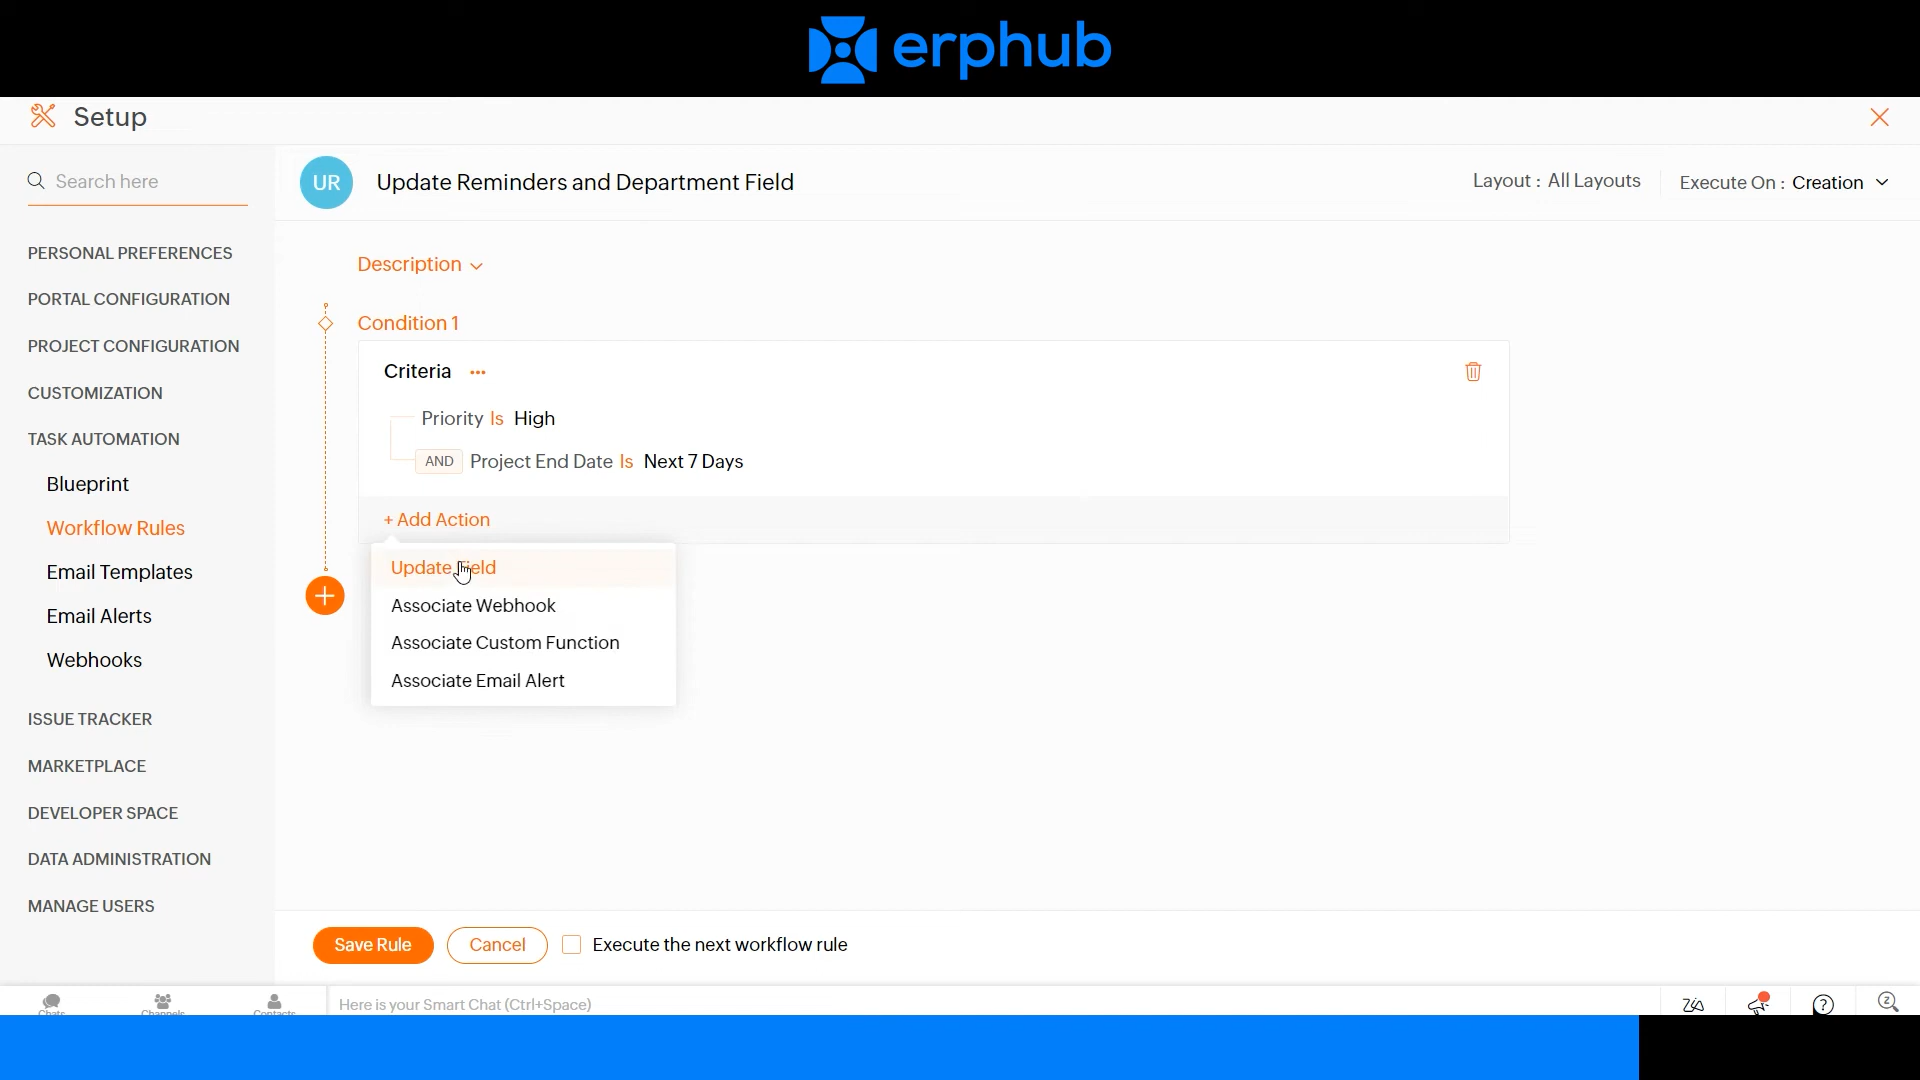 erphub
Setup
Search here
UR
Update Reminders and Department Field
Layout : All Layouts
Execute On : Creation
PERSONAL PREFERENCES
PORTAL CONFIGURATION
PROJECT CONFIGURATION
CUSTOMIZATION
TASK AUTOMATION
Blueprint
Workflow Rules
Email Templates
Email Alerts
Webhooks
ISSUE TRACKER
MARKETPLACE
DEVELOPER SPACE
DATA ADMINISTRATION
MANAGE USERS
Description
Condition 1
Criteria
Priority Is High
AND Project End Date Is Next 7 Days
+ Add Action
Update Field
Associate Webhook
Associate Custom Function
Associate Email Alert
Save Rule
Cancel
Execute the next workflow rule
Chats
Channels
Contacts
Here is your Smart Chat (Ctrl+Space)